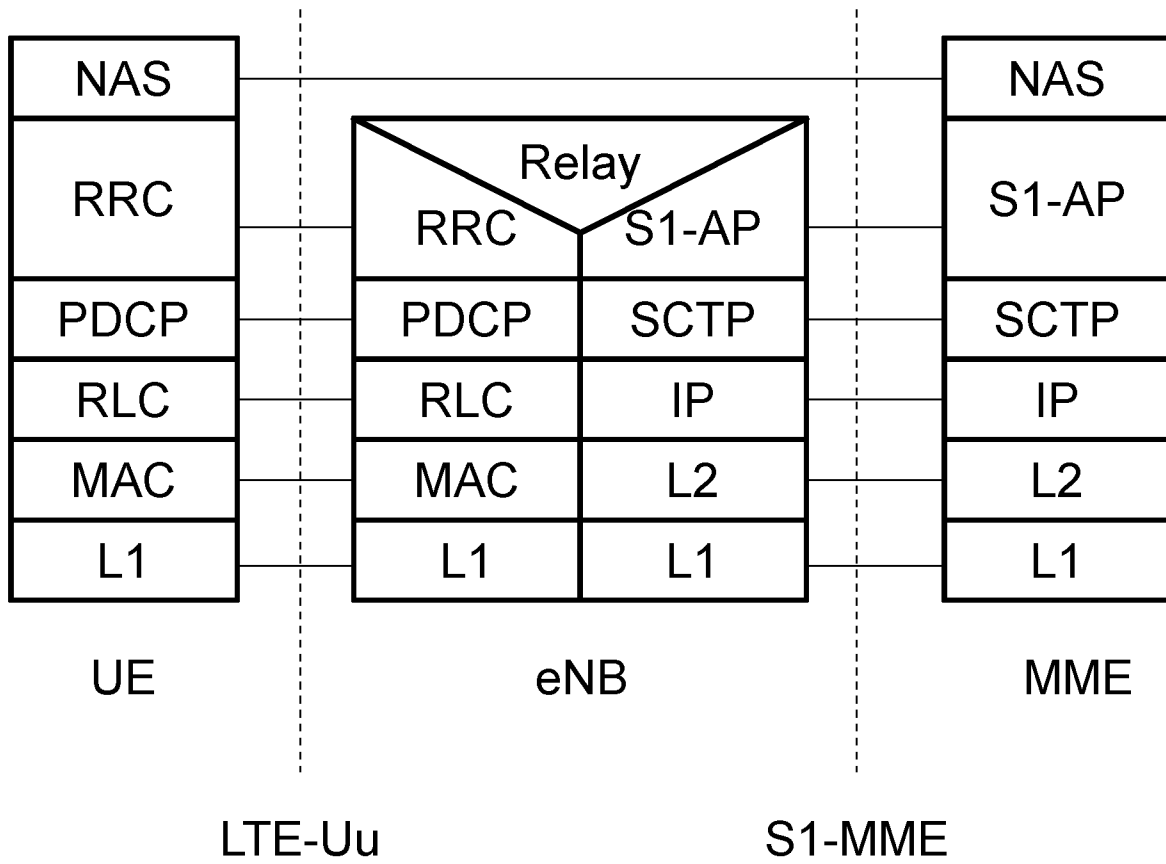 NAS NAS
Relay
RRC RRC S1-AP S1-AP
PDCP PDCP SCTP SCTP
RLC RLC IP IP
MAC MAC L2 L2
L1 L1 L1 L1
UE eNB MME
LTE-Uu S1-MME